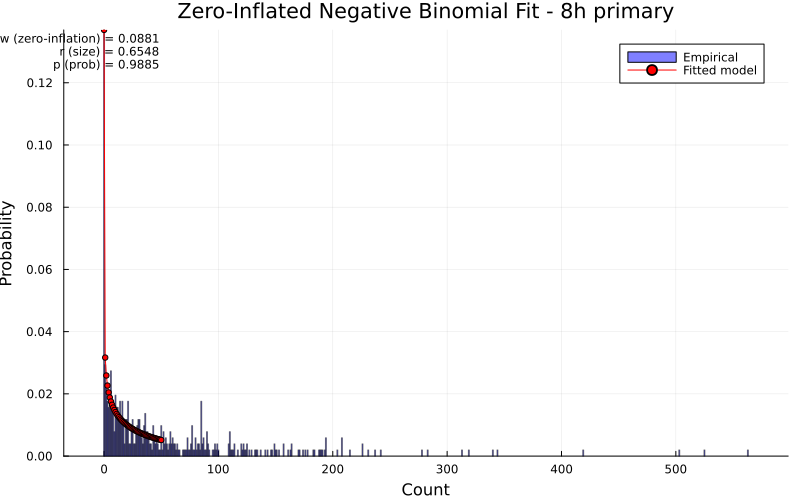 Zero-Inflated Negative Binomial Fit - 8h primary
w (zero-inflation) = 0.0881
r (size) = 0.6548
p (prob) = 0.9885
Empirical
Fitted model
Probability
0.12
0.10
0.08
0.06
0.04
0.02
0.00
0 100 200 300 400 500
Count